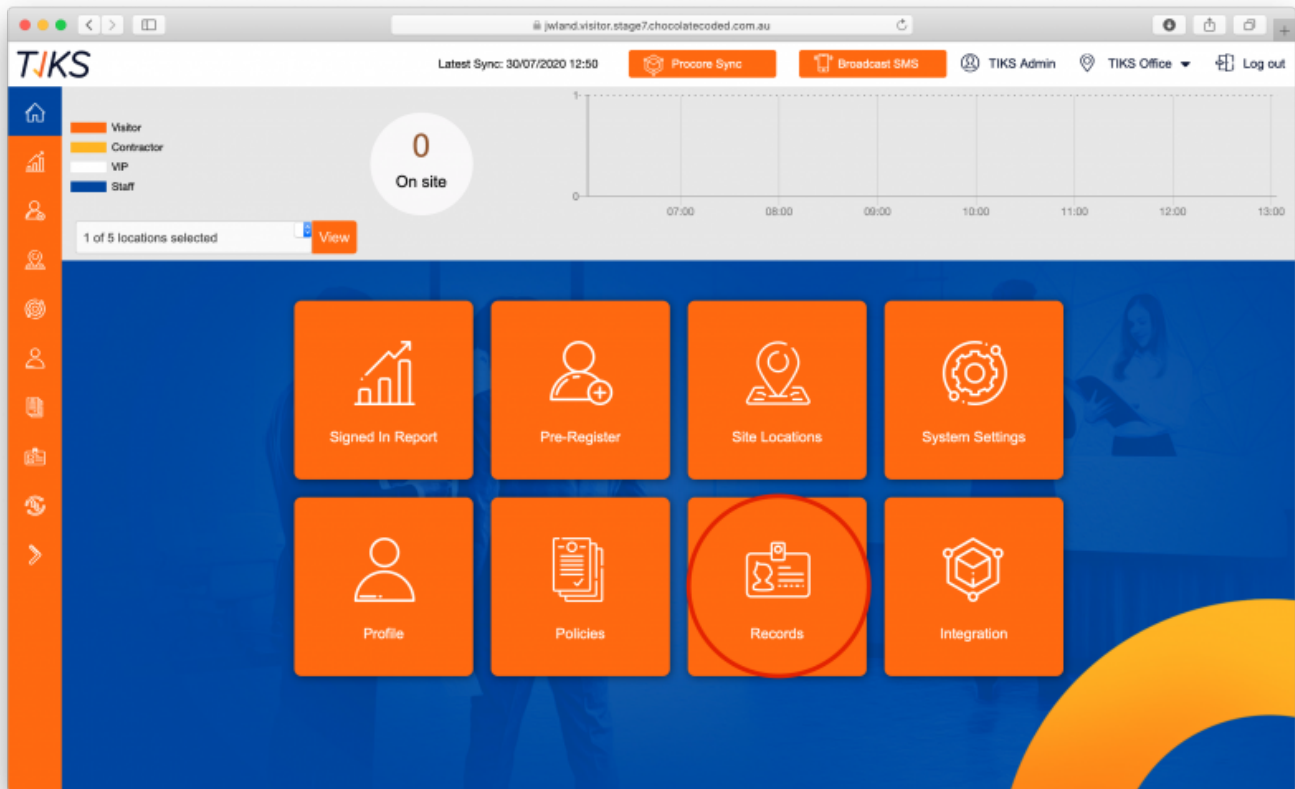 jwland.visitor.stage7.chocolatecoded.com.au
TIKS
Latest Sync: 30/07/2020 12:50
Procore Sync
Broadcast SMS
TIKS Admin
TIKS Office
Log out
Visitor
Contractor
VIP
Staff
0
On site
1
0
07:00 08:00 09:00 10:00 11:00 12:00 13:00
1 of 5 locations selected
View
Signed In Report
Pre-Register
Site Locations
System Settings
Profile
Policies
Records
Integration